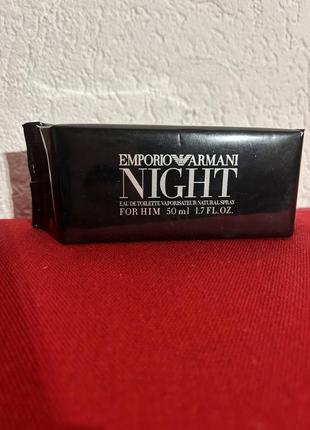 EMPORIO ARMANI
NIGHT
EAU DE TOILETTE VAPORISATEUR NATURAL SPRAY
FOR HIM 50 ml 1.7 FL.OZ.